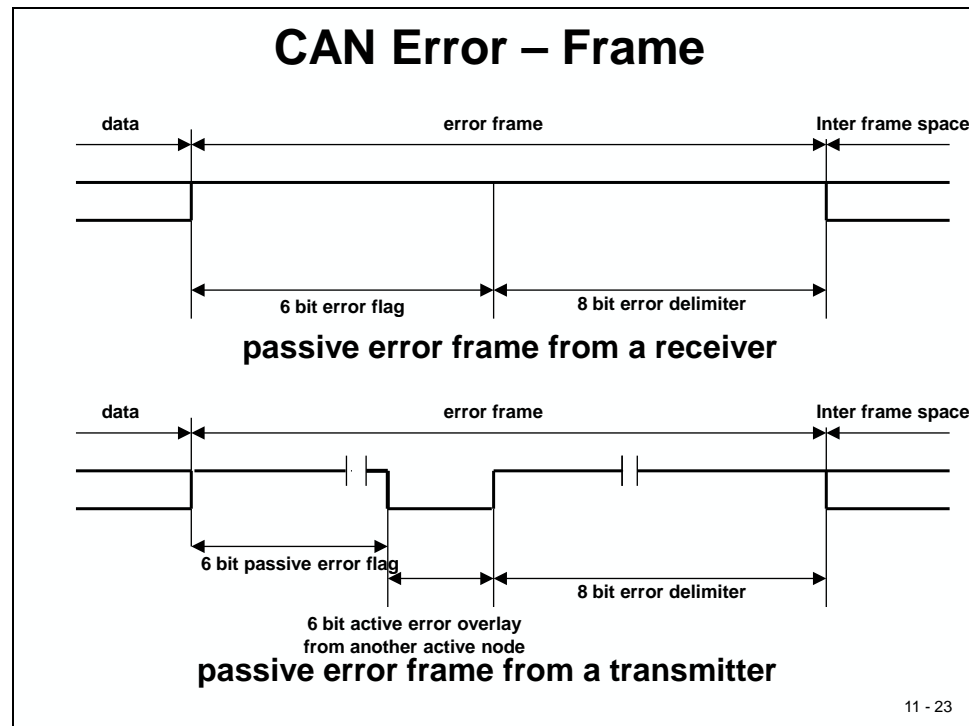 CAN Error – Frame
data
error frame
Inter frame space
6 bit error flag
8 bit error delimiter
passive error frame from a receiver
data
error frame
Inter frame space
6 bit passive error flag
8 bit error delimiter
6 bit active error overlay
from another active node
passive error frame from a transmitter
11 - 23